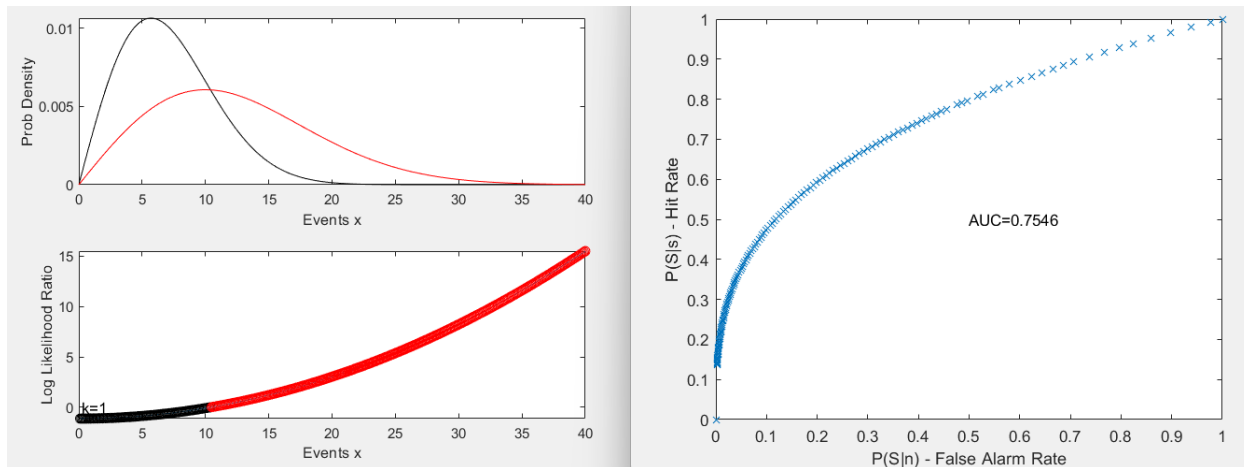 0.01
0.005
0
Prob Density
0 5 10 15 20 25 30 35 40
Events x
15
10
5
0
Log Likelihood Ratio
k=1
0 5 10 15 20 25 30 35 40
Events x
1
0.9
0.8
0.7
0.6
0.5
0.4
0.3
0.2
0.1
0
P(S|s) - Hit Rate
AUC=0.7546
0 0.1 0.2 0.3 0.4 0.5 0.6 0.7 0.8 0.9 1
P(S|n) - False Alarm Rate